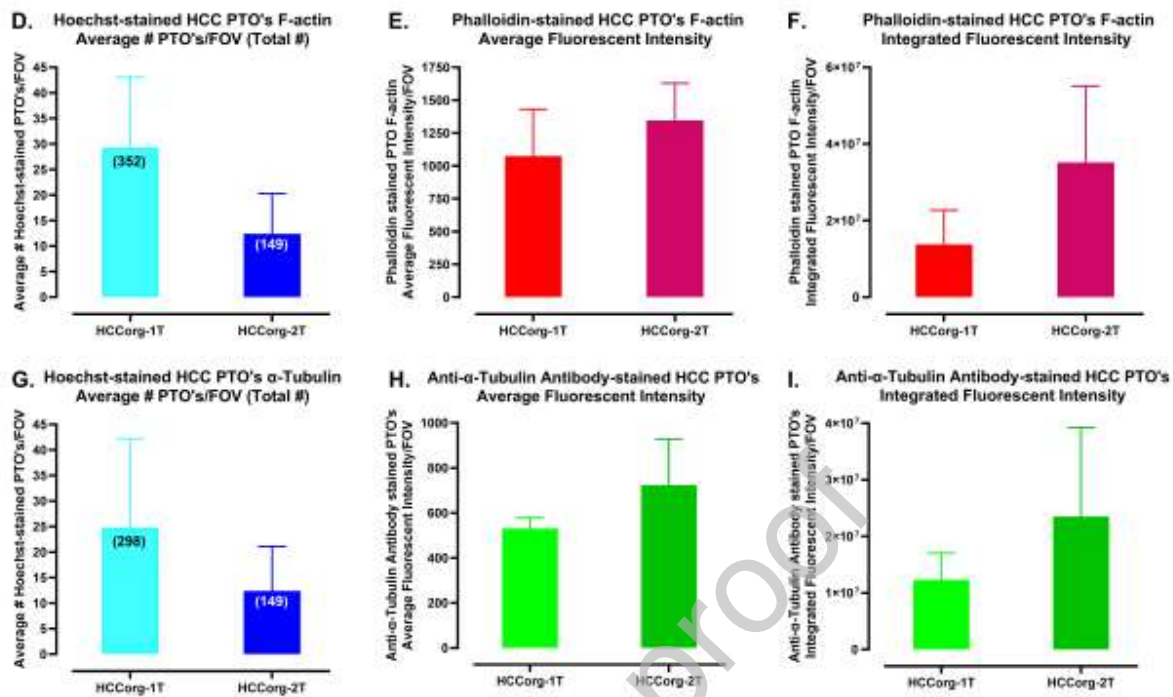 D. Hoechst-stained HCC PTO's F-actin
Average # PTO's/FOV (Total #)
Average # Hoechst-stained PTO's/FOV
45
40
35
30
25
20
15
10
5
0
(352)
(149)
HCCorg-1T
HCCorg-2T
E. Phalloidin-stained HCC PTO's F-actin
Average Fluorescent Intensity
Phalloidin stained PTO F-actin
Average Fluorescent Intensity/FOV
1750
1500
1250
1000
750
500
250
0
HCCorg-1T
HCCorg-2T
F. Phalloidin-stained HCC PTO's F-actin
Integrated Fluorescent Intensity
Phalloidin stained PTO F-actin
Integrated Fluorescent Intensity/FOV
6×10⁷
4×10⁷
2×10⁷
0
HCCorg-1T
HCCorg-2T
G. Hoechst-stained HCC PTO's α-Tubulin
Average # PTO's/FOV (Total #)
Average # Hoechst-stained PTO's/FOV
45
40
35
30
25
20
15
10
5
0
(298)
(149)
HCCorg-1T
HCCorg-2T
H. Anti-α-Tubulin Antibody-stained HCC PTO's
Average Fluorescent Intensity
Anti-α-Tubulin Antibody stained PTO's
Average Fluorescent Intensity/FOV
1000
800
600
400
200
0
HCCorg-1T
HCCorg-2T
I. Anti-α-Tubulin Antibody-stained HCC PTO's
Integrated Fluorescent Intensity
Anti-α-Tubulin Antibody stained PTO's
Integrated Fluorescent Intensity/FOV
4×10⁷
3×10⁷
2×10⁷
1×10⁷
0
HCCorg-1T
HCCorg-2T
proof